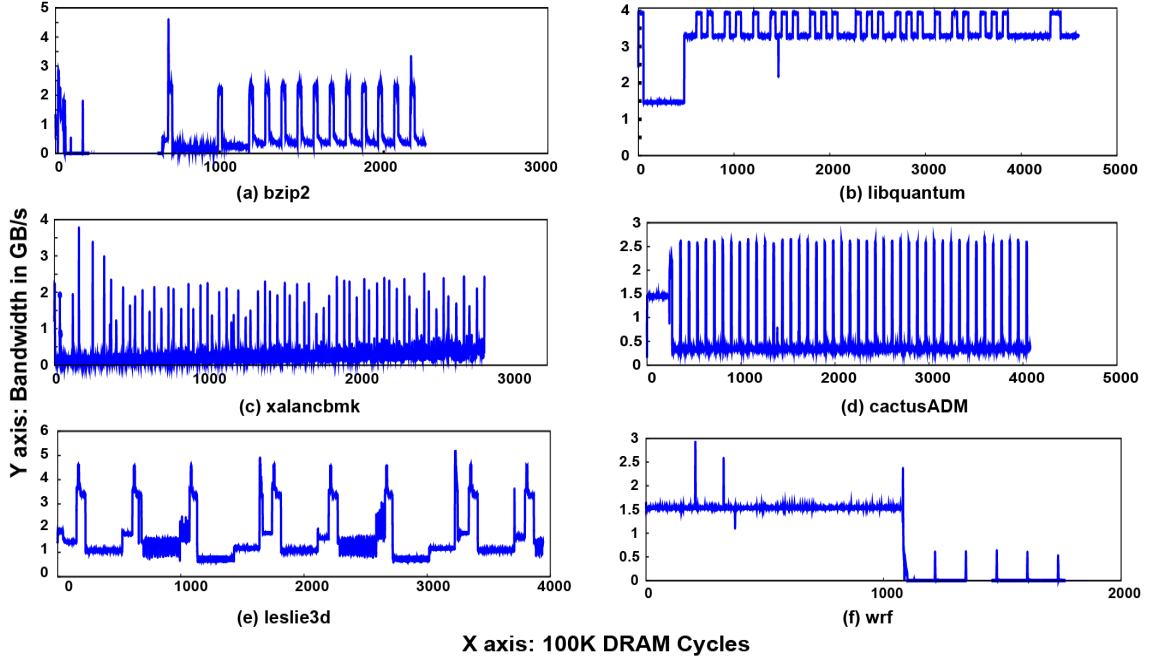 5
4
3
2
1
0
0 1000 2000 3000
(a) bzip2
4
3
2
1
0
0 1000 2000 3000 4000 5000
(b) libquantum
Y axis: Bandwidth in GB/s
4
3
2
1
0
0 1000 2000 3000
(c) xalancbmk
3
2.5
2
1.5
1
0.5
0
0 1000 2000 3000 4000 5000
(d) cactusADM
6
5
4
3
2
1
0
0 1000 2000 3000 4000
(e) leslie3d
3
2.5
2
1.5
1
0.5
0
0 1000 2000
(f) wrf
X axis: 100K DRAM Cycles